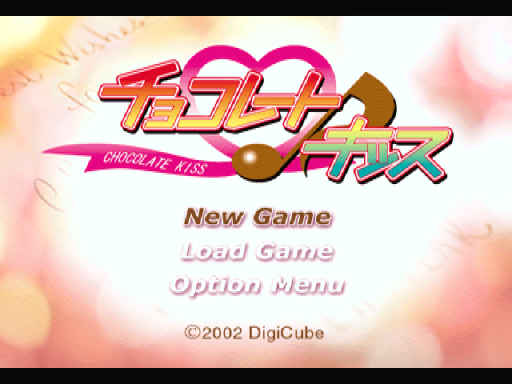 チョコレート
キッス
CHOCOLATE KISS
New Game
Load Game
Option Menu
©2002 DigiCube